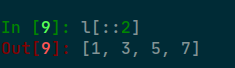 In [9]: l[::2]
Out[9]: [1, 3, 5, 7]